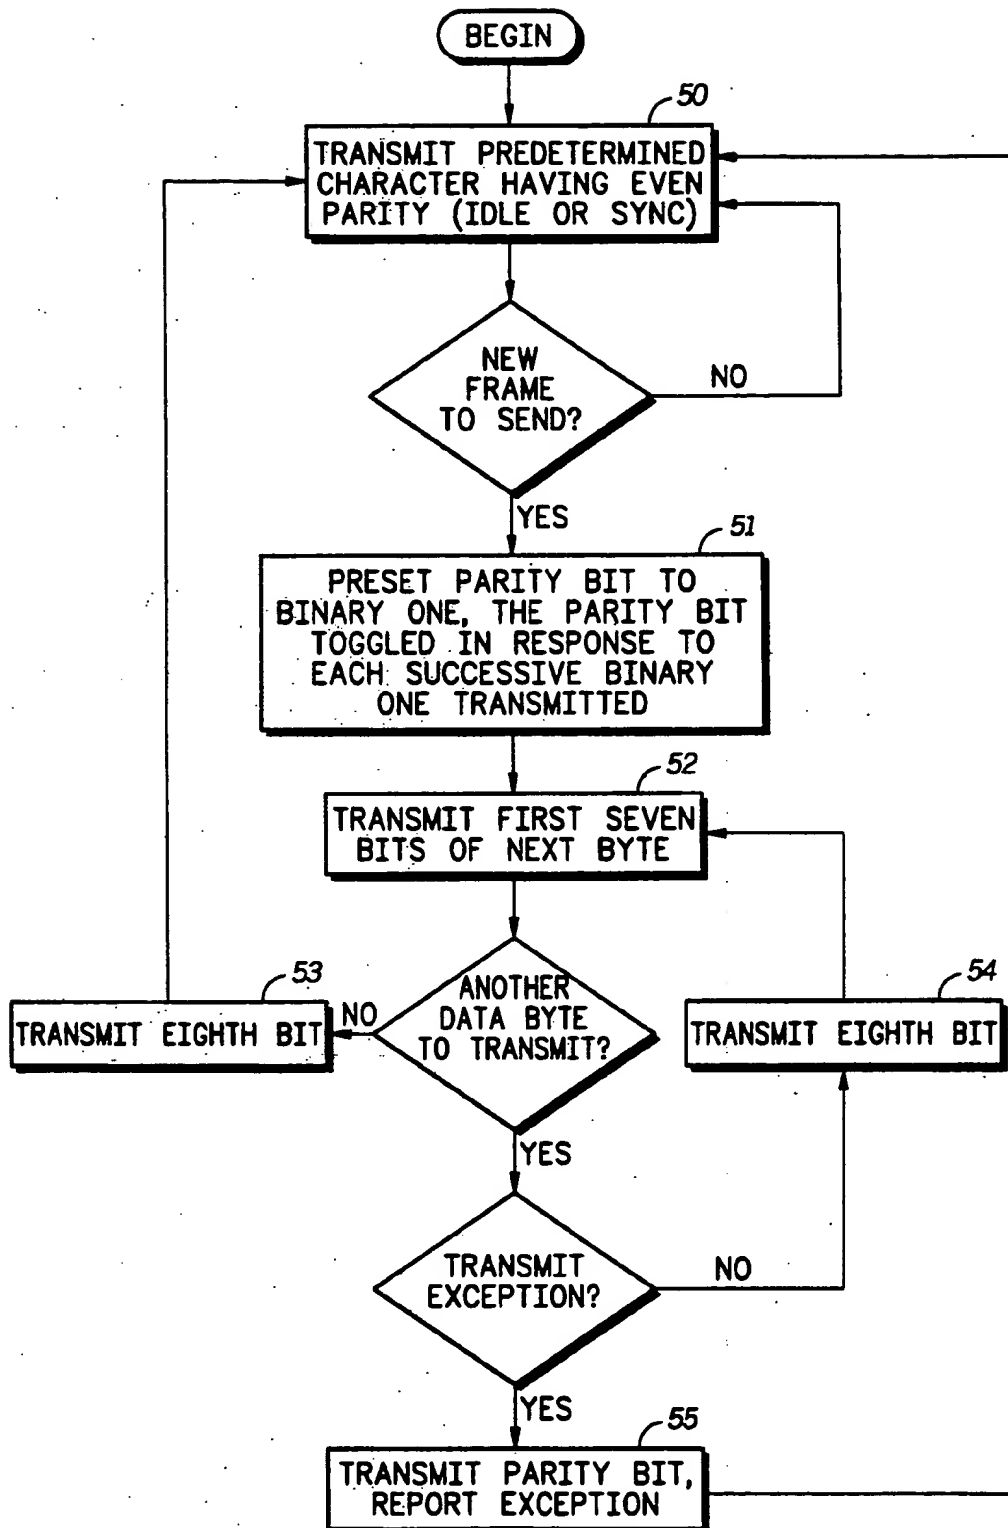 BEGIN
50
TRANSMIT PREDETERMINED
CHARACTER HAVING EVEN
PARITY (IDLE OR SYNC)
NEW
FRAME
TO SEND?
NO
YES
51
PRESET PARITY BIT TO
BINARY ONE, THE PARITY BIT
TOGGLED IN RESPONSE TO
EACH SUCCESSIVE BINARY
ONE TRANSMITTED
52
TRANSMIT FIRST SEVEN
BITS OF NEXT BYTE
53
TRANSMIT EIGHTH BIT
NO
ANOTHER
DATA BYTE
TO TRANSMIT?
54
TRANSMIT EIGHTH BIT
YES
TRANSMIT
EXCEPTION?
NO
YES
55
TRANSMIT PARITY BIT,
REPORT EXCEPTION